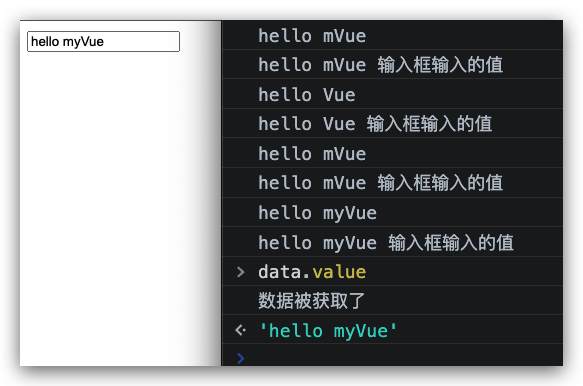 hello myVue
hello mVue
hello mVue 输入框输入的值
hello Vue
hello Vue 输入框输入的值
hello mVue
hello mVue 输入框输入的值
hello myVue
hello myVue 输入框输入的值
data.value
数据被获取了
'hello myVue'